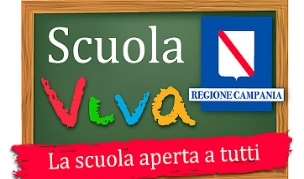 Scuola
Viva
REGIONE CAMPANIA
La scuola aperta a tutti